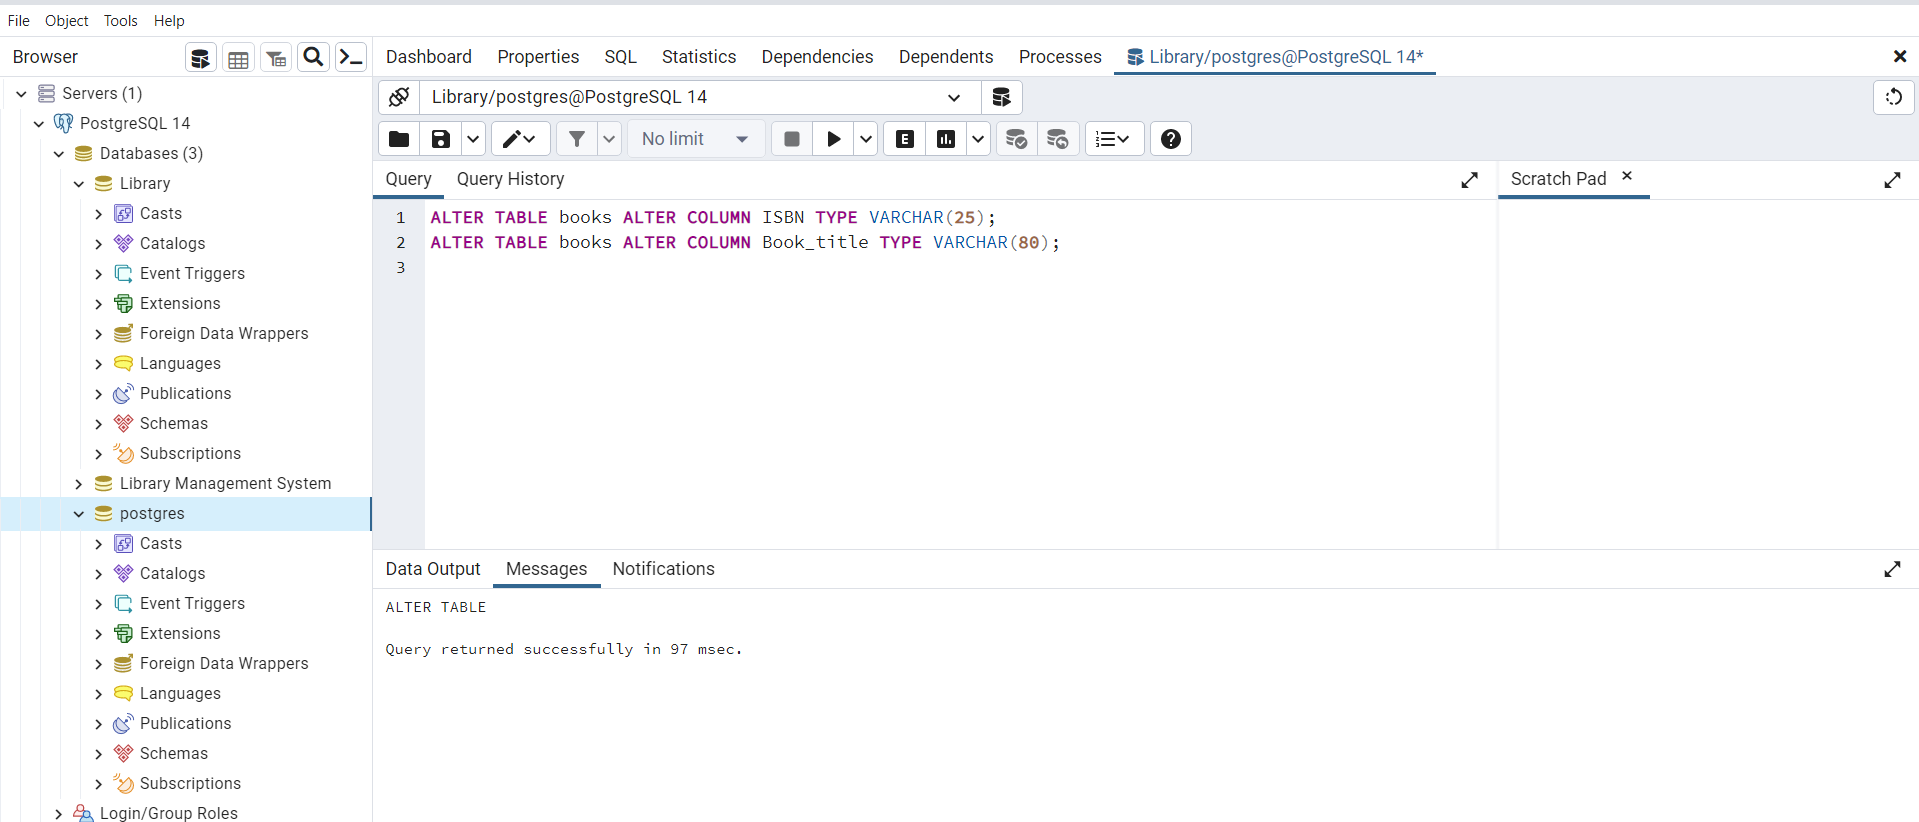 File Object Tools Help
Browser
Servers (1)
PostgreSQL 14
Databases (3)
Library
Casts
Catalogs
Event Triggers
Extensions
Foreign Data Wrappers
Languages
Publications
Schemas
Subscriptions
Library Management System
postgres
Casts
Catalogs
Event Triggers
Extensions
Foreign Data Wrappers
Languages
Publications
Schemas
Subscriptions
Login/Group Roles
Dashboard Properties SQL Statistics Dependencies Dependents Processes Library/postgres@PostgreSQL 14*
Library/postgres@PostgreSQL 14
No limit
Query Query History
Scratch Pad
1 ALTER TABLE books ALTER COLUMN ISBN TYPE VARCHAR(25);
2 ALTER TABLE books ALTER COLUMN Book_title TYPE VARCHAR(80);
3
Data Output Messages Notifications
ALTER TABLE
Query returned successfully in 97 msec.